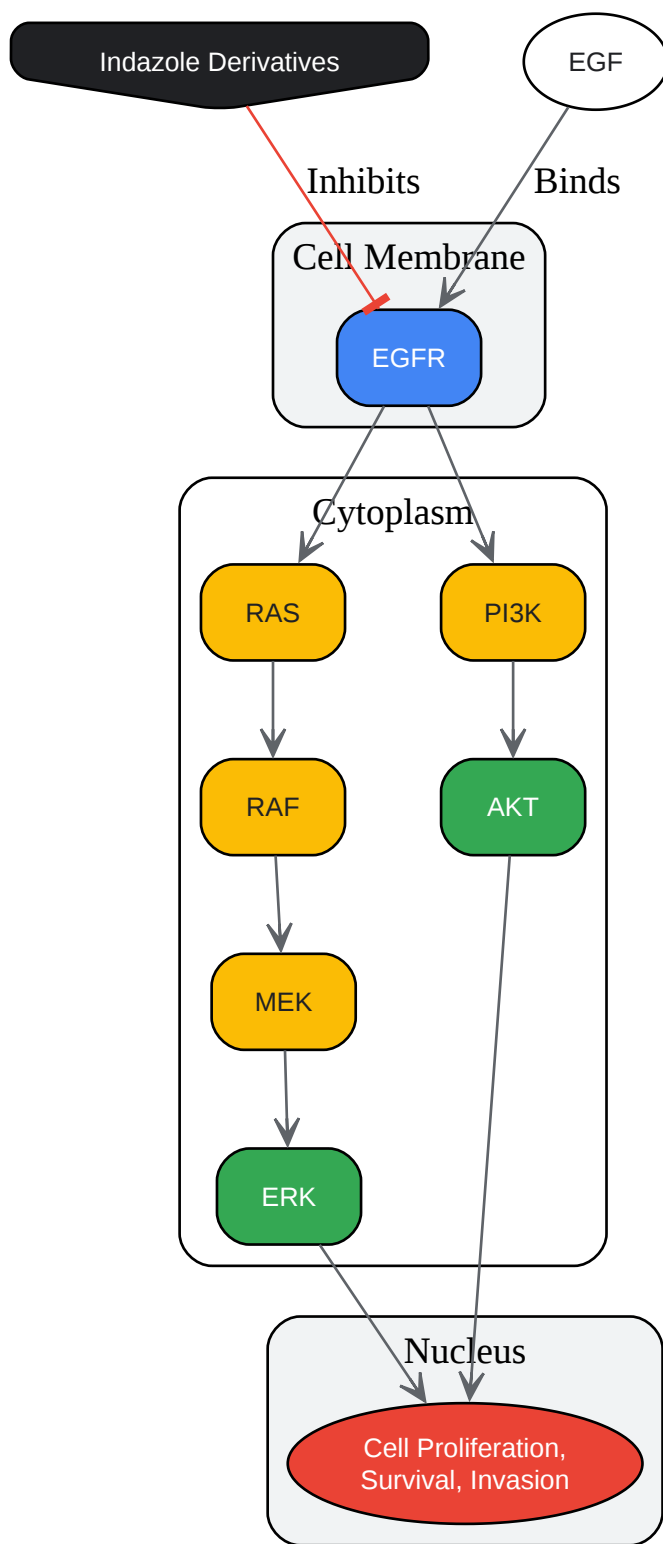 Indazole Derivatives
EGF
Inhibits
Binds
Cell Membrane
EGFR
Cytoplasm
RAS
PI3K
RAF
AKT
MEK
ERK
Nucleus
Cell Proliferation,
Survival, Invasion